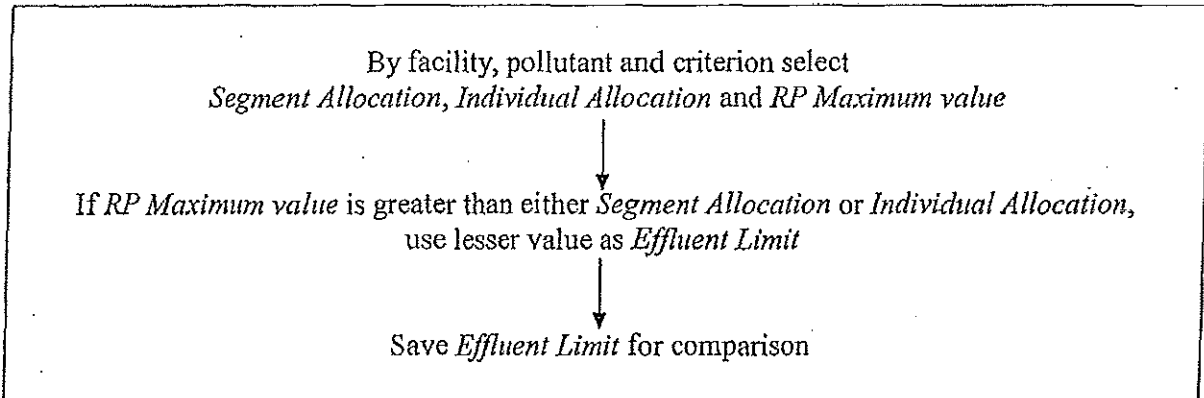 By facility, pollutant and criterion select
Segment Allocation, Individual Allocation and RP Maximum value
If RP Maximum value is greater than either Segment Allocation or Individual Allocation,
use lesser value as Effluent Limit
Save Effluent Limit for comparison